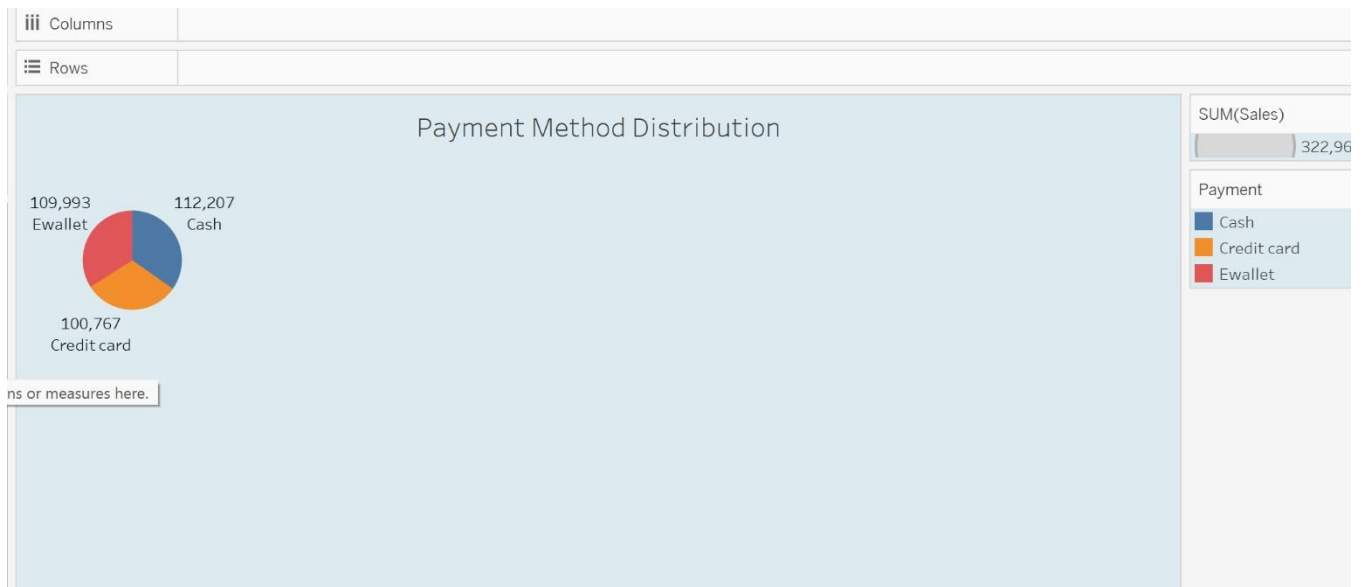 Columns
Rows
Payment Method Distribution
109,993
Ewallet
112,207
Cash
100,767
Credit card
ns or measures here.
SUM(Sales)
322,96
Payment
Cash
Credit card
Ewallet